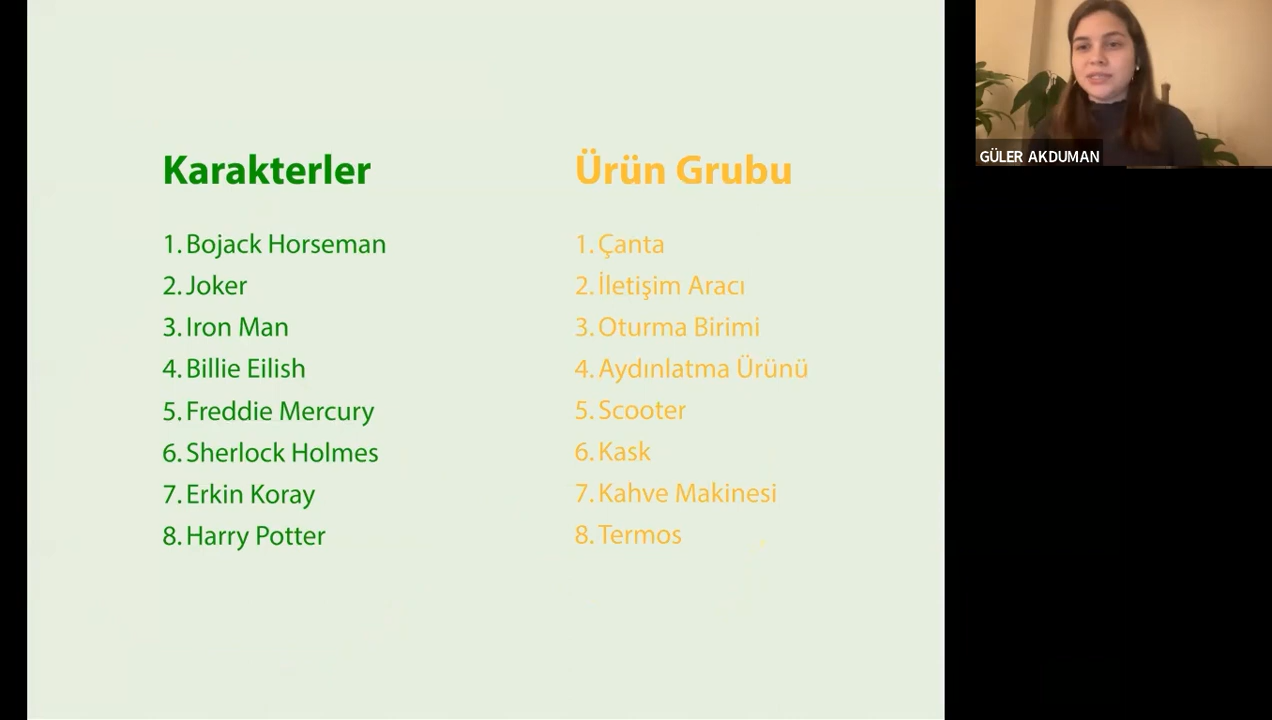 Karakterler
1. Bojack Horseman
2. Joker
3. Iron Man
4. Billie Eilish
5. Freddie Mercury
6. Sherlock Holmes
7. Erkin Koray
8. Harry Potter
Ürün Grubu
1. Çanta
2. İletişim Aracı
3. Oturma Birimi
4. Aydınlatma Ürünü
5. Scooter
6. Kask
7. Kahve Makinesi
8. Termos
GÜLER AKDUMAN